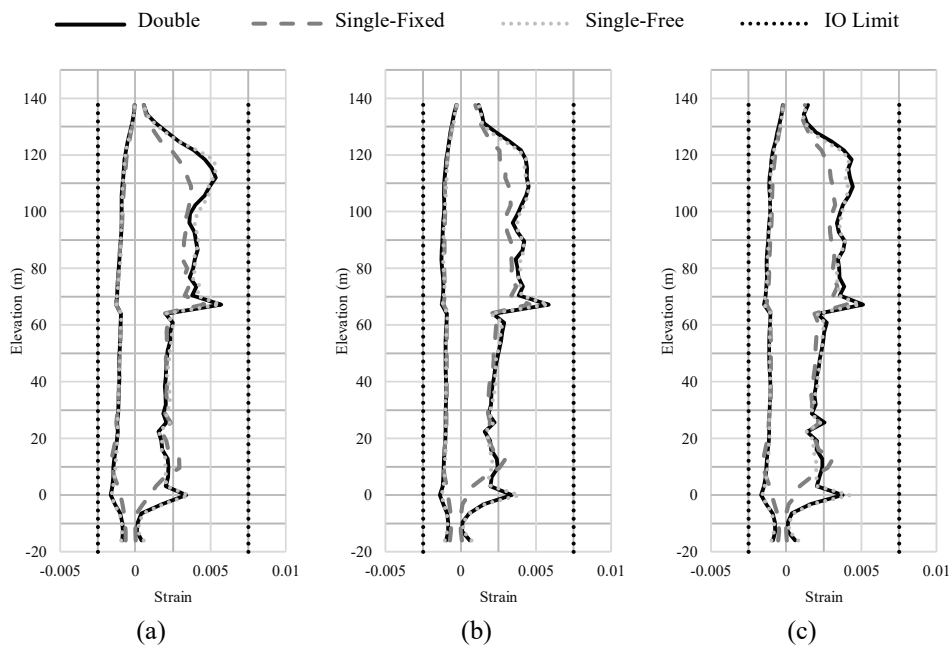 Double Single-Fixed Single-Free IO Limit
140 140 140
120 120 120
100 100 100
80 80 80
60 60 60
40 40 40
20 20 20
0 0 0
-20 -20 -20
Elevation (m) Elevation (m) Elevation (m)
-0.005 0 0.005 0.01 -0.005 0 0.005 0.01 -0.005 0 0.005 0.01
Strain Strain Strain
(a) (b) (c)